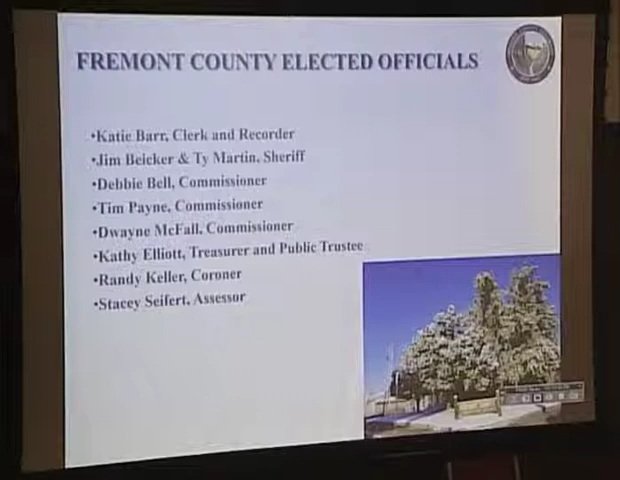 FREMONT COUNTY ELECTED OFFICIALS
•Katie Barr, Clerk and Recorder
•Jim Beicker & Ty Martin, Sheriff
•Debbie Bell, Commissioner
•Tim Payne, Commissioner
•Dwayne McFall, Commissioner
•Kathy Elliott, Treasurer and Public Trustee
•Randy Keller, Coroner
•Stacey Seifert, Assessor